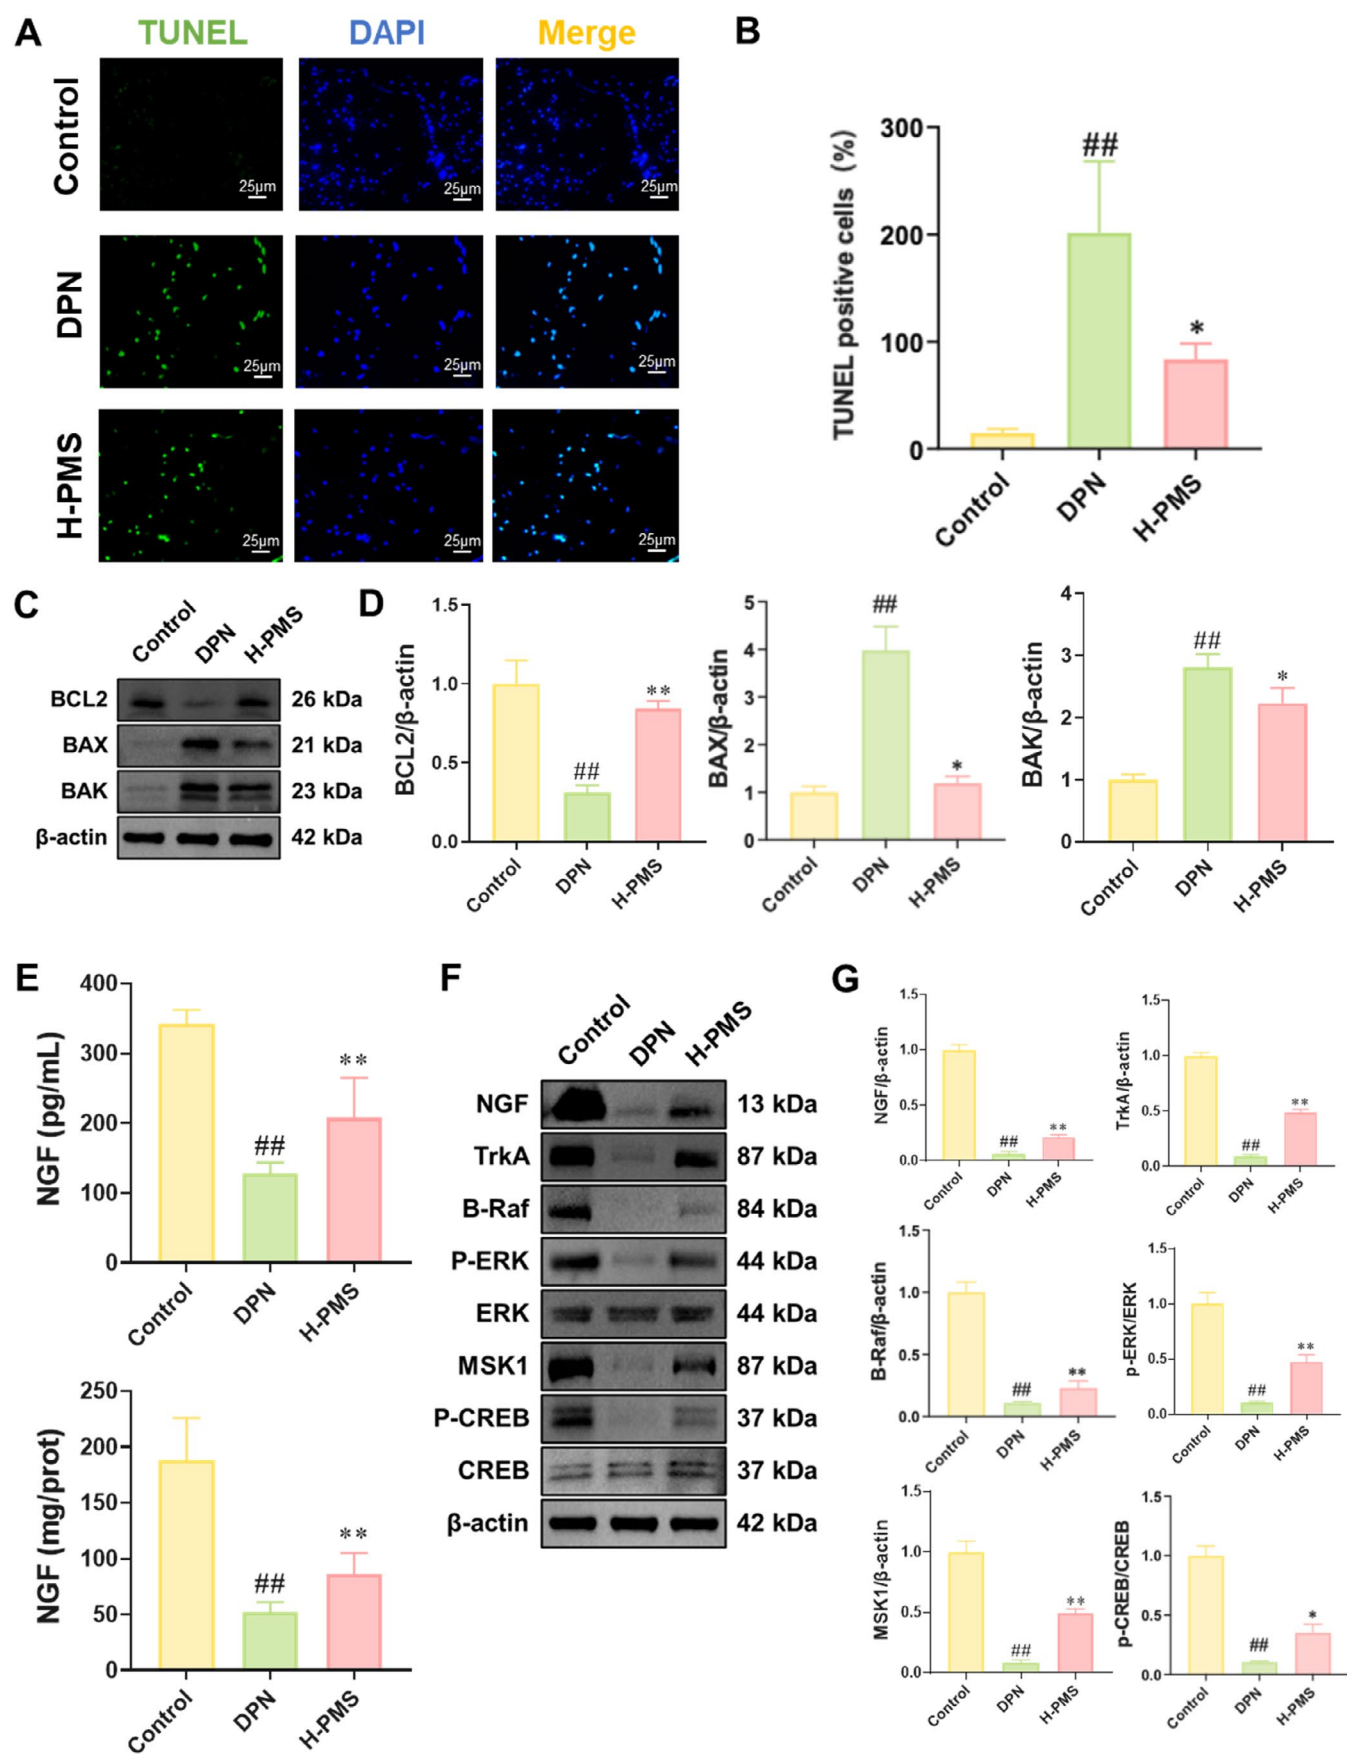 A
TUNEL DAPI Merge
Control
25μm 25μm 25μm
DPN
25μm 25μm 25μm
H-PMS
25μm 25μm 25μm
B
TUNEL positive cells (%)
300
200
100
0
##
*
Control DPN H-PMS
C
Control DPN H-PMS
BCL2 26 kDa
BAX 21 kDa
BAK 23 kDa
β-actin 42 kDa
D
BCL2/β-actin
1.5
1.0
0.5
0.0
##
**
Control DPN H-PMS
BAX/β-actin
5
4
3
2
1
0
##
*
Control DPN H-PMS
BAK/β-actin
4
3
2
1
0
##
*
Control DPN H-PMS
E
NGF (pg/mL)
400
300
200
100
0
##
**
Control DPN H-PMS
NGF (mg/prot)
250
200
150
100
50
0
##
**
Control DPN H-PMS
F
Control DPN H-PMS
NGF 13 kDa
TrkA 87 kDa
B-Raf 84 kDa
P-ERK 44 kDa
ERK 44 kDa
MSK1 87 kDa
P-CREB 37 kDa
CREB 37 kDa
β-actin 42 kDa
G
NGF/β-actin
1.5
1.0
0.5
0.0
##
**
Control DPN H-PMS
TrkA/β-actin
1.5
1.0
0.5
0.0
##
**
Control DPN H-PMS
B-Raf/β-actin
1.5
1.0
0.5
0.0
##
**
Control DPN H-PMS
p-ERK/ERK
1.5
1.0
0.5
0.0
##
**
Control DPN H-PMS
MSK1/β-actin
1.5
1.0
0.5
0.0
##
**
Control DPN H-PMS
p-CREB/CREB
1.5
1.0
0.5
0.0
##
*
Control DPN H-PMS